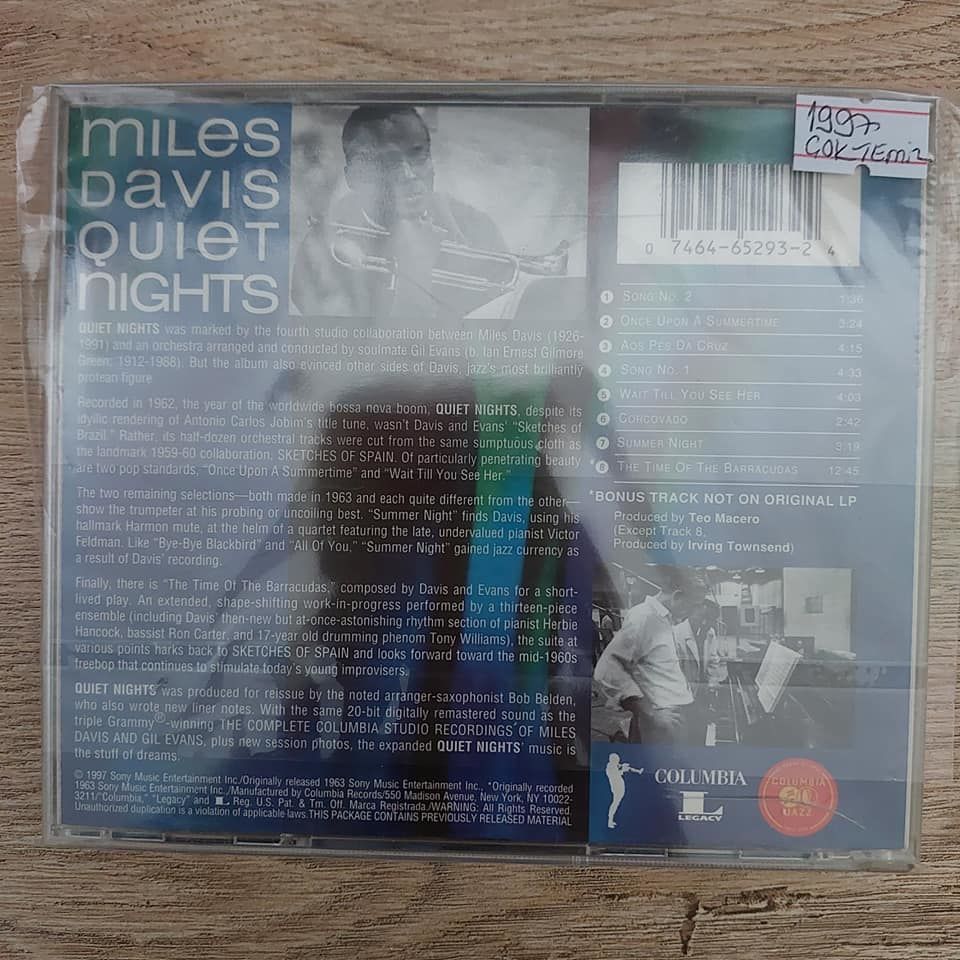 miles
Davis
QUIET
NIGHTS
QUIET NIGHTS was marked by the fourth studio collaboration between Miles Davis (1926-
1991) and an orchestra arranged and conducted by soulmate Gil Evans (b. Ian Ernest Gilmore
Green; 1912-1988). But the album also evinced other sides of Davis, jazz's most brilliantly
protean figure
Recorded in 1962, the year of the worldwide bossa nova boom, QUIET NIGHTS, despite its
idyllic rendering of Antonio Carlos Jobim's title tune, wasn't Davis and Evans' "Sketches of
Brazil." Rather, its half-dozen orchestral tracks were cut from the same sumptuous cloth as
the landmark 1959-60 collaboration, SKETCHES OF SPAIN. Of particularly penetrating beauty
are two pop standards, "Once Upon A Summertime" and "Wait Till You See Her."
The two remaining selections—both made in 1963 and each quite different from the other—
show the trumpeter at his probing or uncoiling best. "Summer Night" finds Davis, using his
hallmark Harmon mute, at the helm of a quartet featuring the late, undervalued pianist Victor
Feldman. Like "Bye-Bye Blackbird" and "All Of You," "Summer Night" gained jazz currency as
a result of Davis' recording.
Finally, there is "The Time Of The Barracudas," composed by Davis and Evans for a short-
lived play. An extended, shape-shifting work-in-progress performed by a thirteen-piece
ensemble (including Davis' then-new but at-once-astonishing rhythm section of pianist Herbie
Hancock, bassist Ron Carter, and 17-year old drumming phenom Tony Williams), the suite at
various points harks back to SKETCHES OF SPAIN and looks forward toward the mid-1960s
freebop that continues to stimulate today's young improvisers.
QUIET NIGHTS was produced for reissue by the noted arranger-saxophonist Bob Belden,
who also wrote new liner notes. With the same 20-bit digitally remastered sound as the
triple Grammy®-winning THE COMPLETE COLUMBIA STUDIO RECORDINGS OF MILES
DAVIS AND GIL EVANS, plus new session photos, the expanded QUIET NIGHTS' music is
the stuff of dreams.
© 1997 Sony Music Entertainment Inc./Originally released 1963 Sony Music Entertainment Inc., *Originally recorded
1963 Sony Music Entertainment Inc./Manufactured by Columbia Records/550 Madison Avenue, New York, NY 10022-
3211/"Columbia," "Legacy" and L Reg. U.S. Pat. & Tm. Off. Marca Registrada./WARNING: All Rights Reserved.
Unauthorized duplication is a violation of applicable laws.THIS PACKAGE CONTAINS PREVIOUSLY RELEASED MATERIAL
1997
ÇOK TEmiz
0 7464-65293-2 4
1 SONG NO. 2 1:36
2 ONCE UPON A SUMMERTIME 3:24
3 AOS PES DA CRUZ 4:15
4 SONG NO. 1 4:33
5 WAIT TILL YOU SEE HER 4:03
6 CORCOVADO 2:42
7 SUMMER NIGHT 3:19
*8 THE TIME OF THE BARRACUDAS 12:45
*BONUS TRACK NOT ON ORIGINAL LP
Produced by Teo Macero
(Except Track 8,
Produced by Irving Townsend)
COLUMBIA
L
LEGACY
COLUMBIA
JAZZ